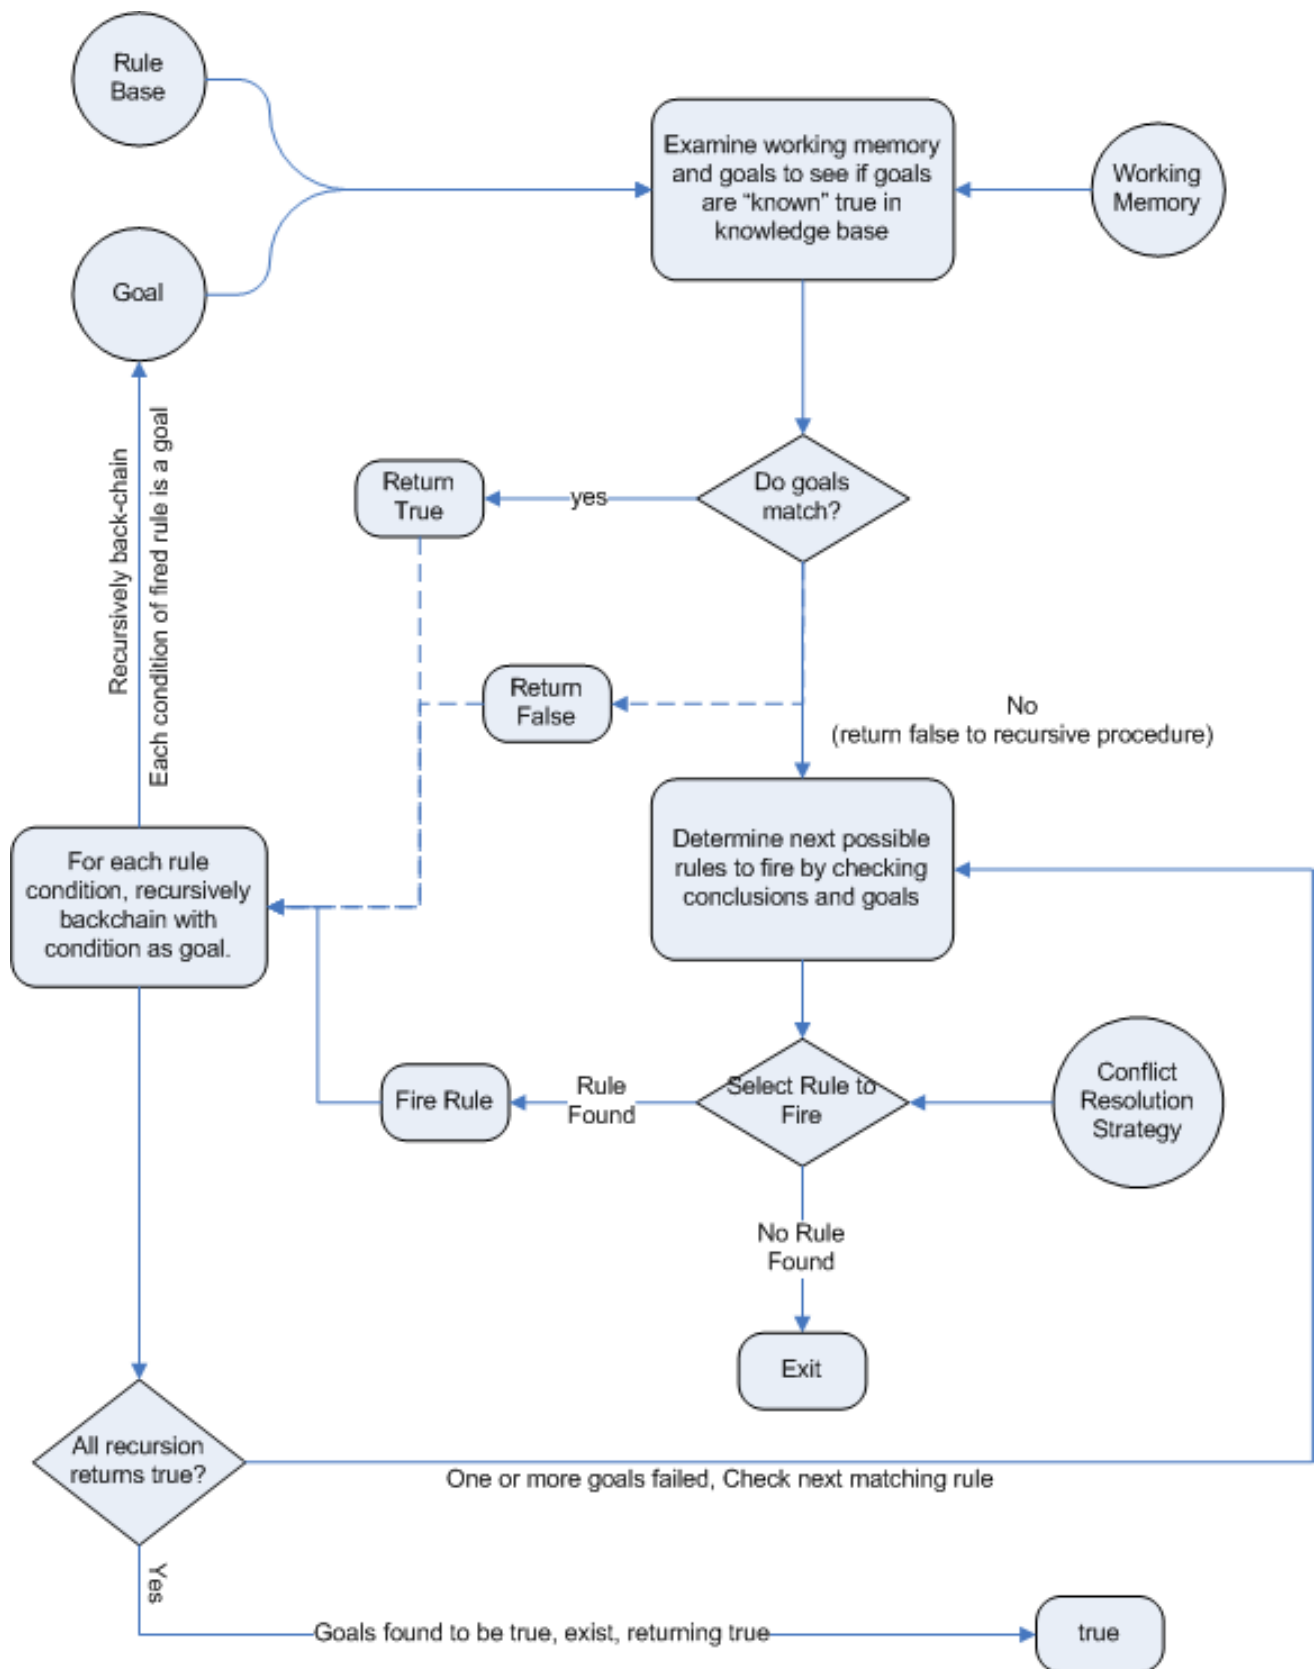 Rule
Base
Examine working memory
and goals to see if goals
are “known” true in
knowledge base
Working
Memory
Goal
Recursively back-chain
Each condition of fired rule is a goal
Return
True
yes
Do goals
match?
Return
False
No
(return false to recursive procedure)
For each rule
condition, recursively
backchain with
condition as goal.
Determine next possible
rules to fire by checking
conclusions and goals
Fire Rule
Rule
Found
Select Rule to
Fire
Conflict
Resolution
Strategy
No Rule
Found
Exit
All recursion
returns true?
One or more goals failed, Check next matching rule
Yes
Goals found to be true, exist, returning true
true